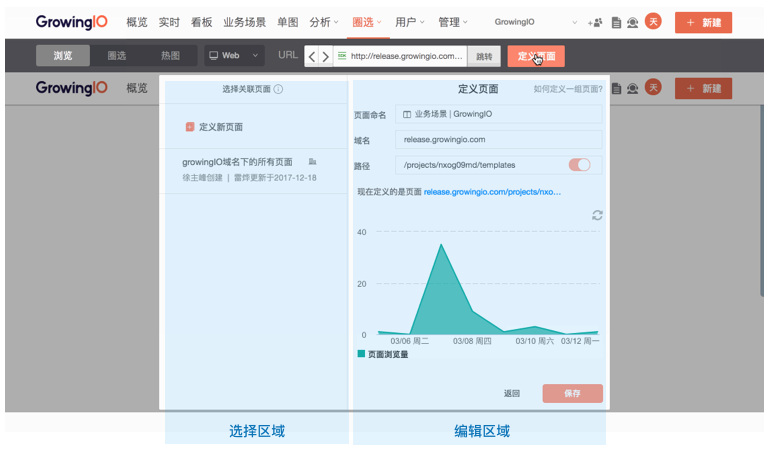 GrowingIO 概览 实时 看板 业务场景 单图 分析 圈选 用户 管理 GrowingIO 天 + 新建
浏览 圈选 热图 Web URL http://release.growingio.com... 跳转 定义页面
GrowingIO 概览 天 + 新建
选择关联页面
定义新页面
growingIO域名下的所有页面
徐主峰创建 | 雷烨更新于2017-12-18
定义页面 如何定义一组页面?
页面命名 业务场景 | GrowingIO
域名 release.growingio.com
路径 /projects/nxog09md/templates
现在定义的是页面 release.growingio.com/projects/nxo...
40
20
0
03/06 周二 03/08 周四 03/10 周六 03/12 周一
页面浏览量
返回 保存
选择区域 编辑区域